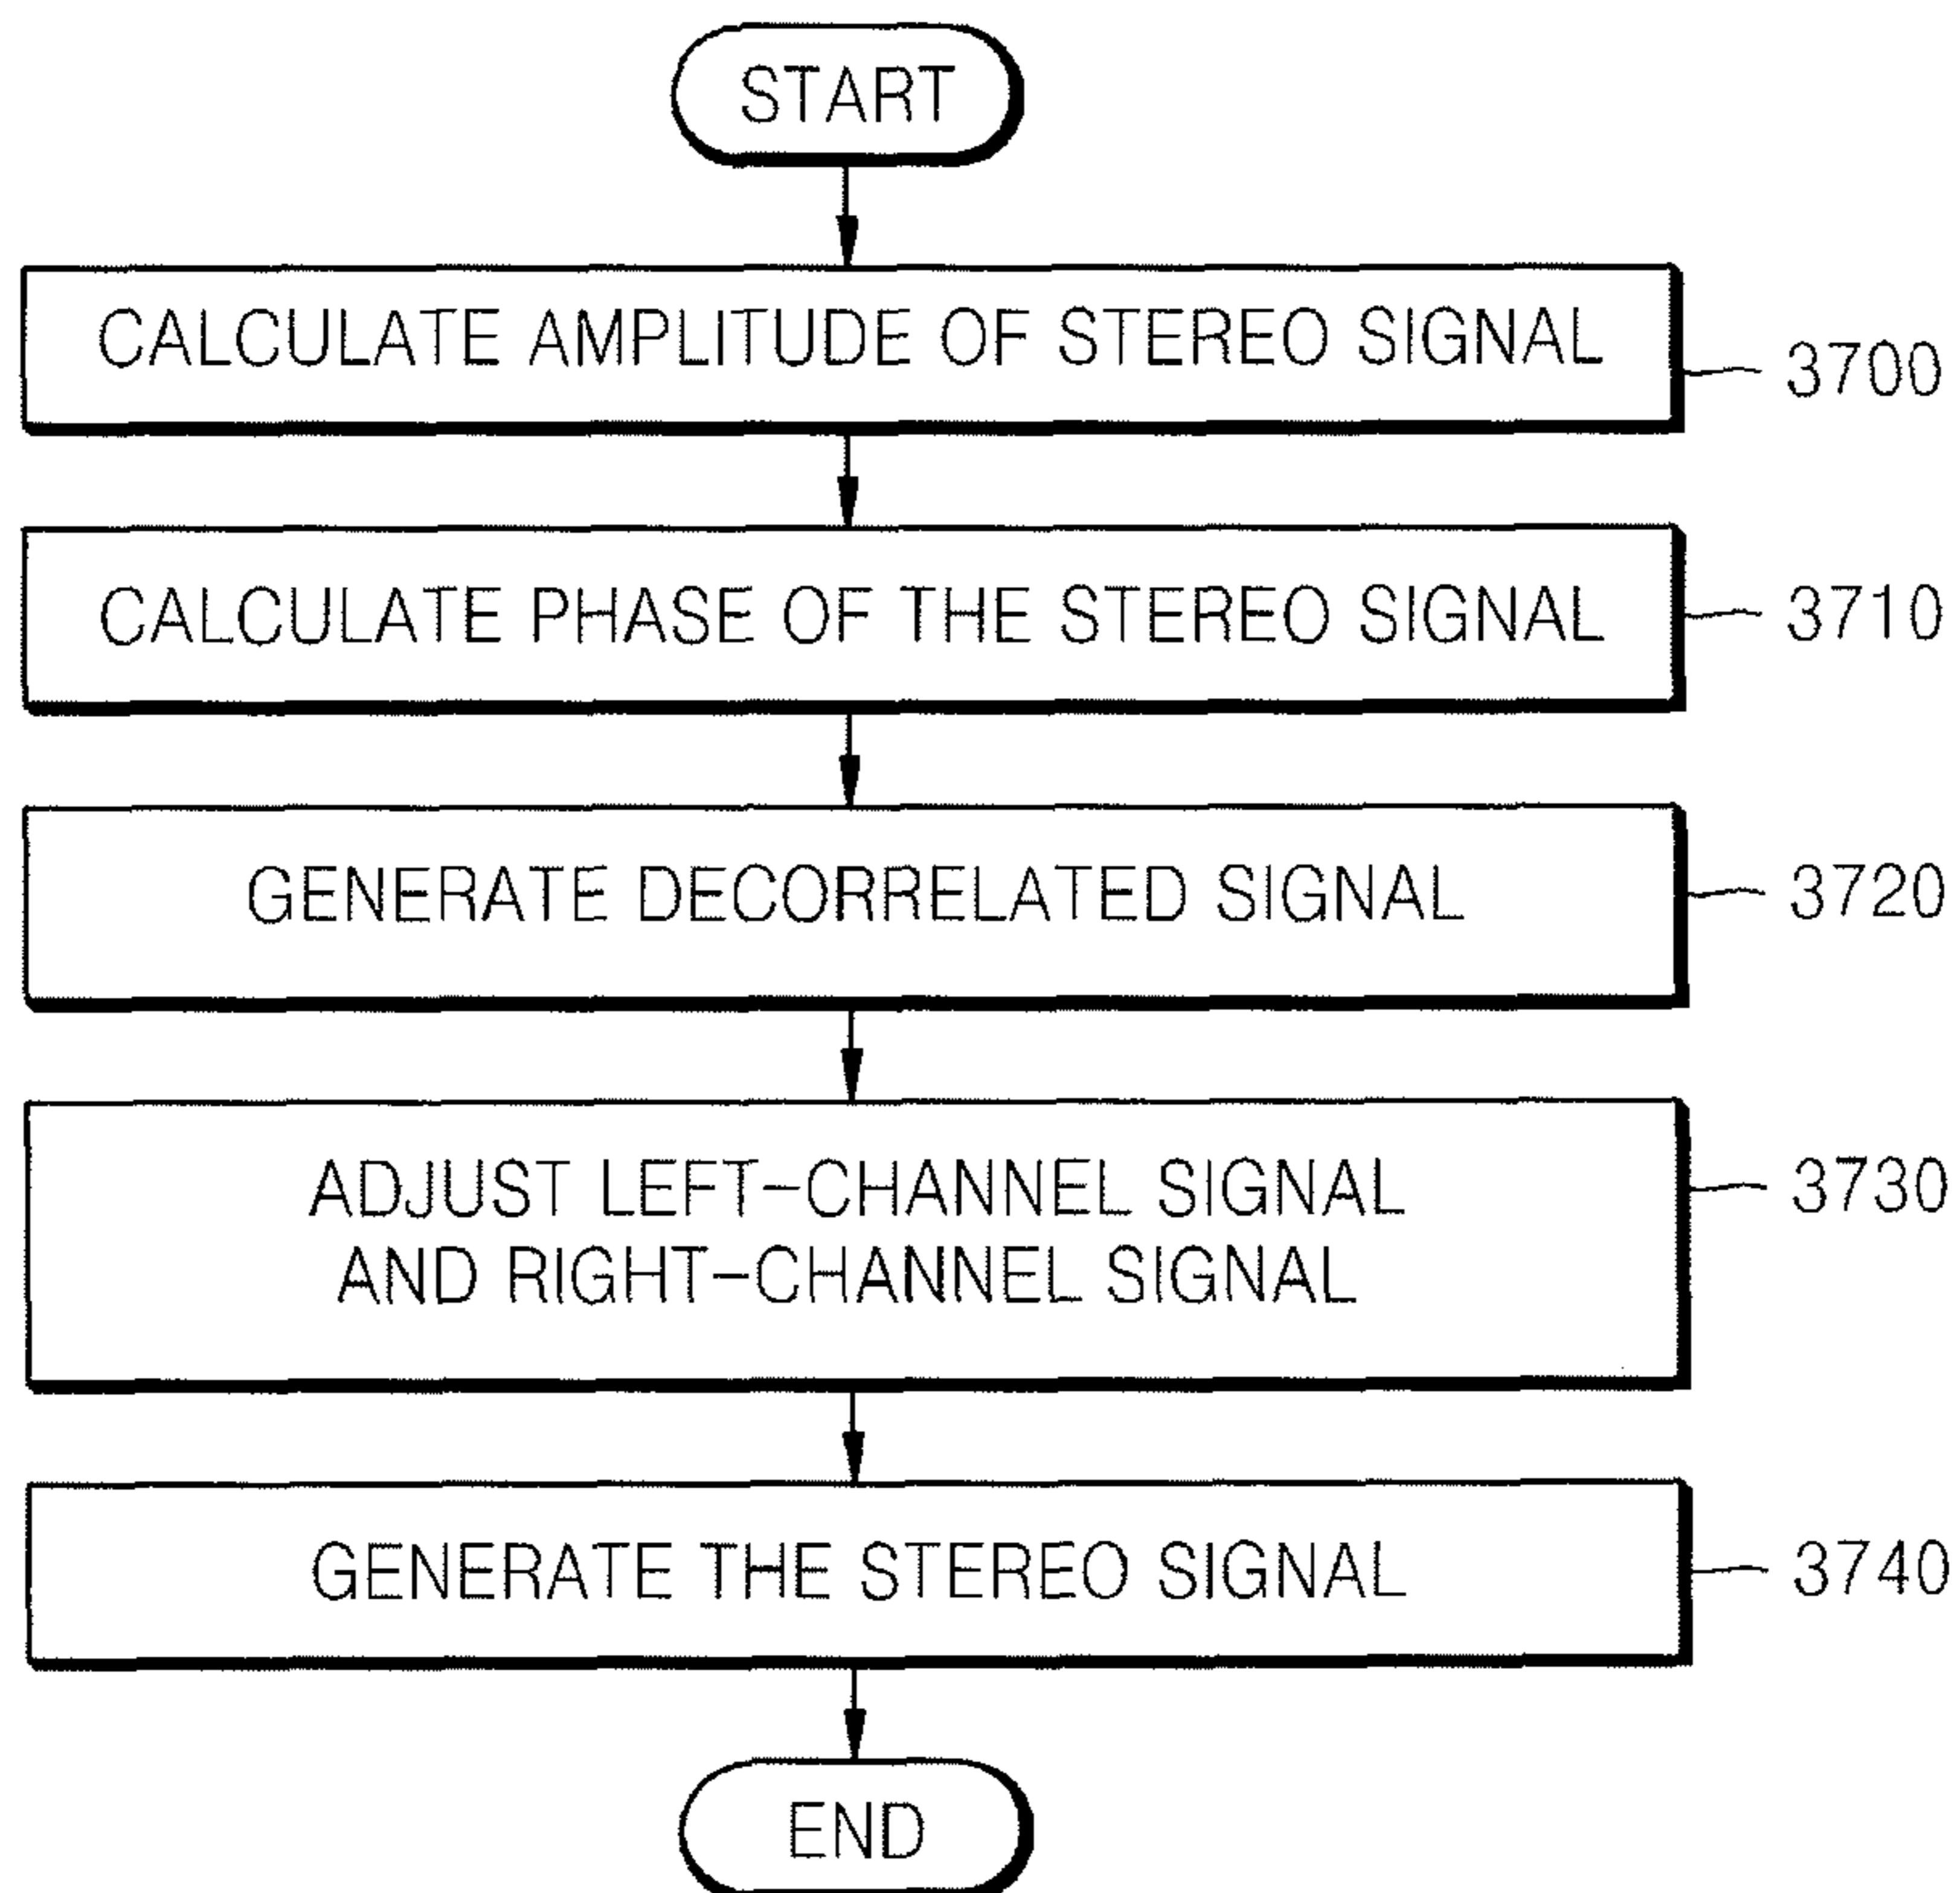 START
CALCULATE AMPLITUDE OF STEREO SIGNAL
3700
CALCULATE PHASE OF THE STEREO SIGNAL
3710
GENERATE DECORRELATED SIGNAL
3720
ADJUST LEFT-CHANNEL SIGNAL
AND RIGHT-CHANNEL SIGNAL
3730
GENERATE THE STEREO SIGNAL
3740
END